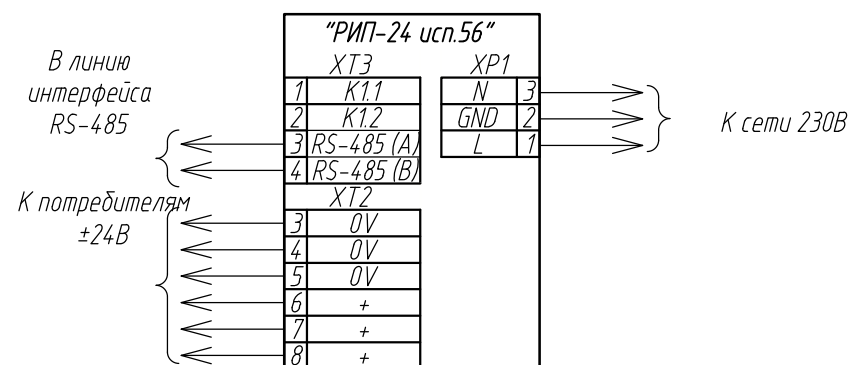 "РИП-24 исп.56"
В линию
интерфейса
RS-485
XT3
1 K1.1
2 K1.2
3 RS-485 (A)
4 RS-485 (B)
XP1
N 3
GND 2
L 1
К сети 230В
К потребителям
±24В
XT2
3 0V
4 0V
5 0V
6 +
7 +
8 +